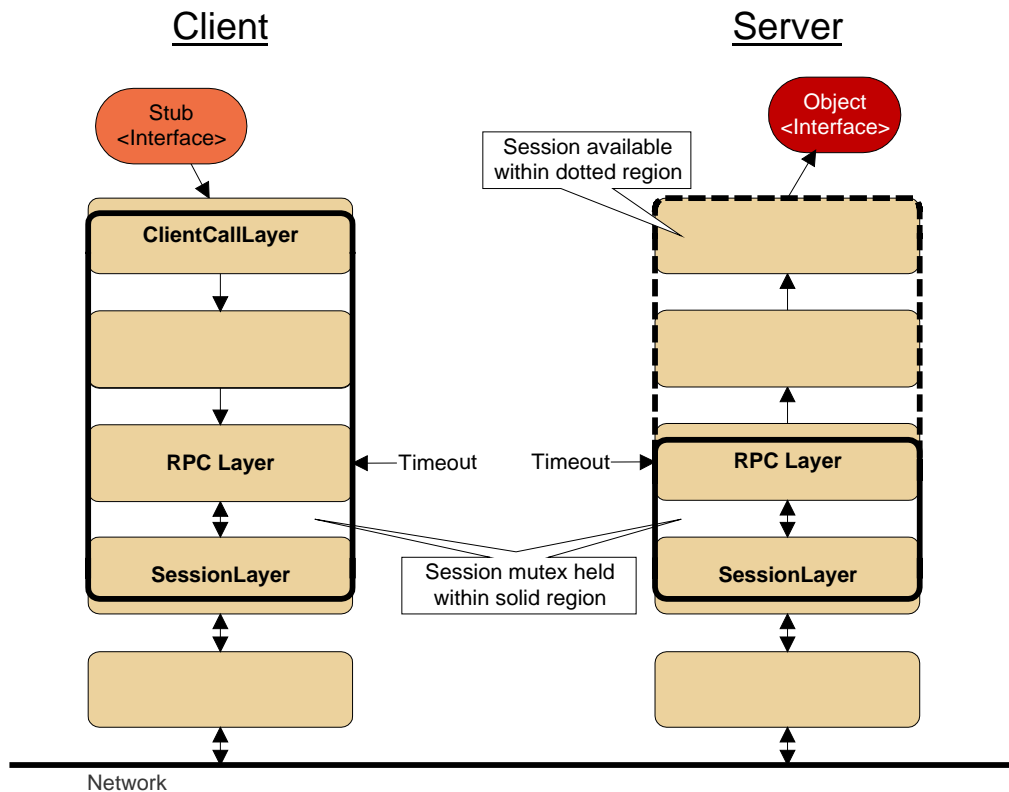 Client
Server
Stub
<Interface>
Object
<Interface>
Session available
within dotted region
ClientCallLayer
RPC Layer
Timeout
Timeout
RPC Layer
SessionLayer
Session mutex held
within solid region
SessionLayer
Network